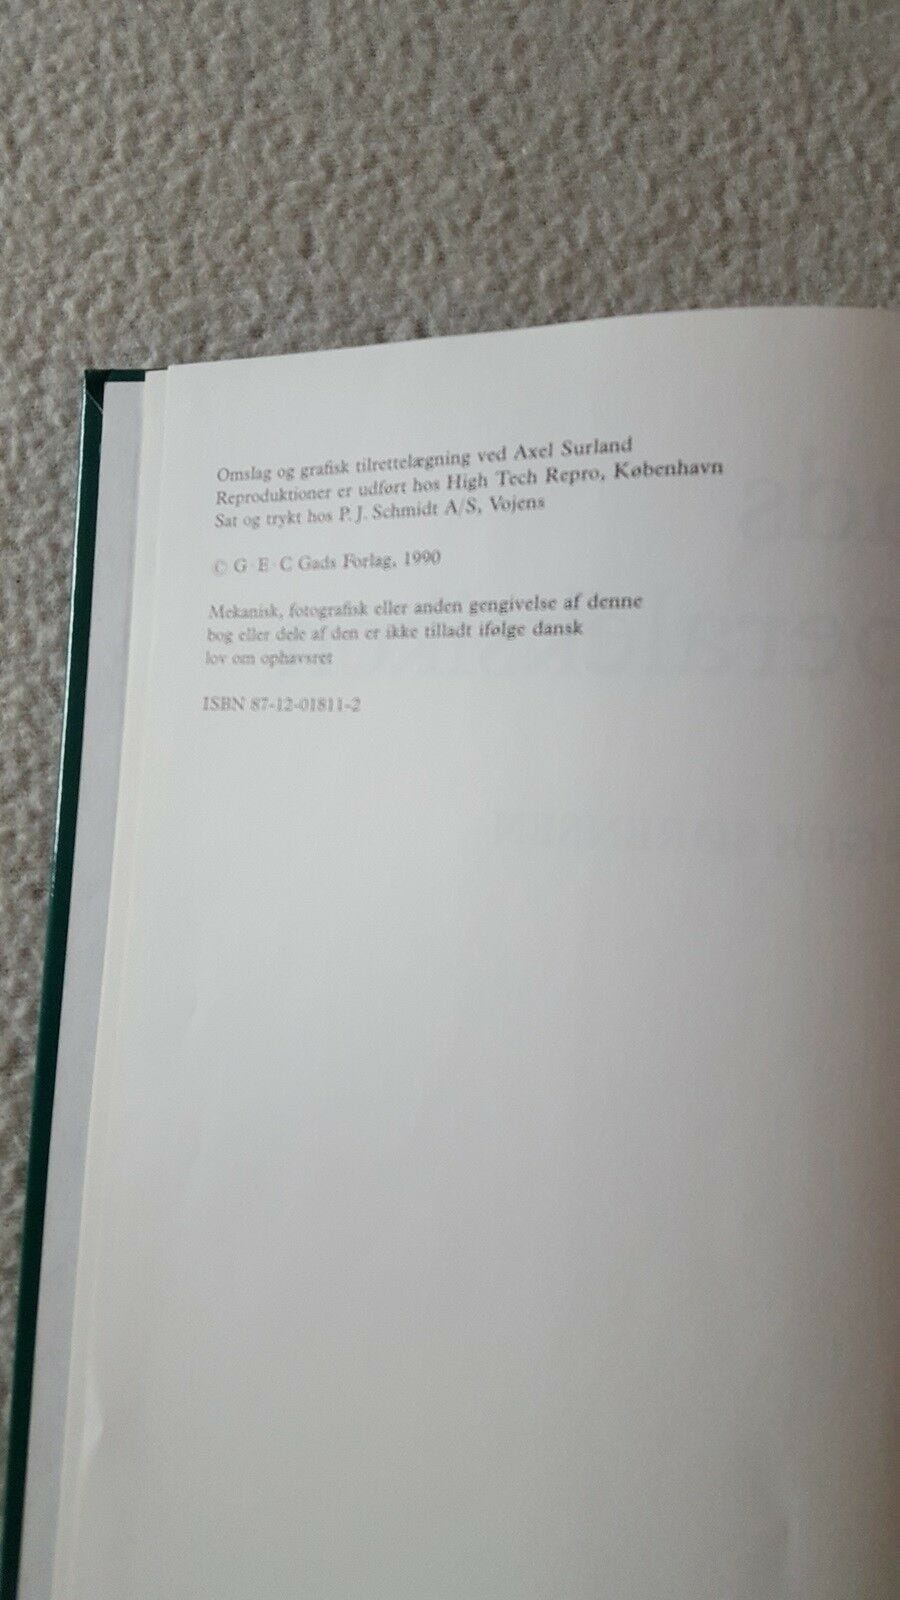 Omslag og grafisk tilrettelægning ved Axel Surland
Reproduktioner er udført hos High Tech Repro, København
Sat og trykt hos P. J. Schmidt A/S, Vojens
© G · E · C Gads Forlag, 1990
Mekanisk, fotografisk eller anden gengivelse af denne
bog eller dele af den er ikke tilladt ifølge dansk
lov om ophavsret
ISBN 87-12-01811-2